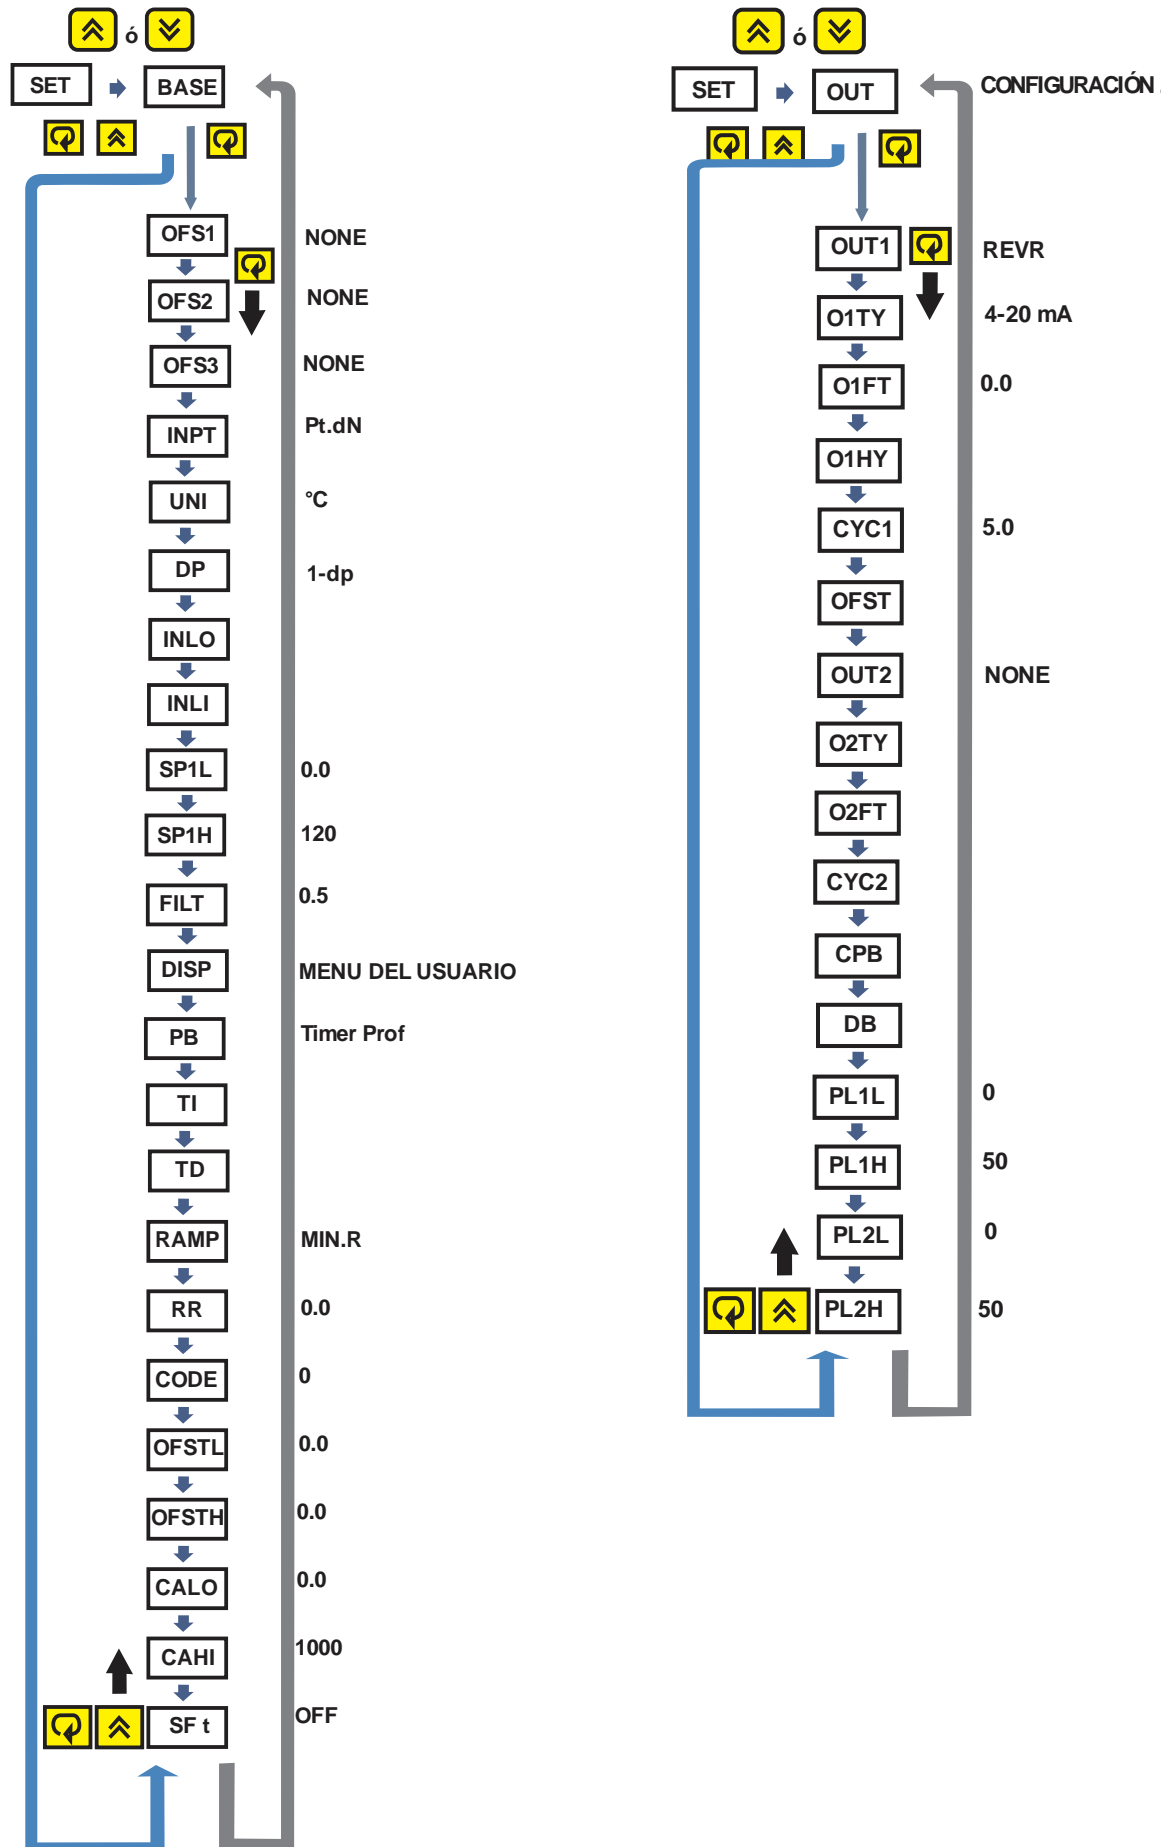 ó
SET BASE
OFS1 NONE
OFS2 NONE
OFS3 NONE
INPT Pt.dN
UNI °C
DP 1-dp
INLO
INLI
SP1L 0.0
SP1H 120
FILT 0.5
DISP MENU DEL USUARIO
PB Timer Prof
TI
TD
RAMP MIN.R
RR 0.0
CODE 0
OFSTL 0.0
OFSTH 0.0
CALO 0.0
CAHI 1000
SF t OFF
ó
SET OUT CONFIGURACIÓN
OUT1 REVR
O1TY 4-20 mA
O1FT 0.0
O1HY
CYC1 5.0
OFST
OUT2 NONE
O2TY
O2FT
CYC2
CPB
DB
PL1L 0
PL1H 50
PL2L 0
PL2H 50